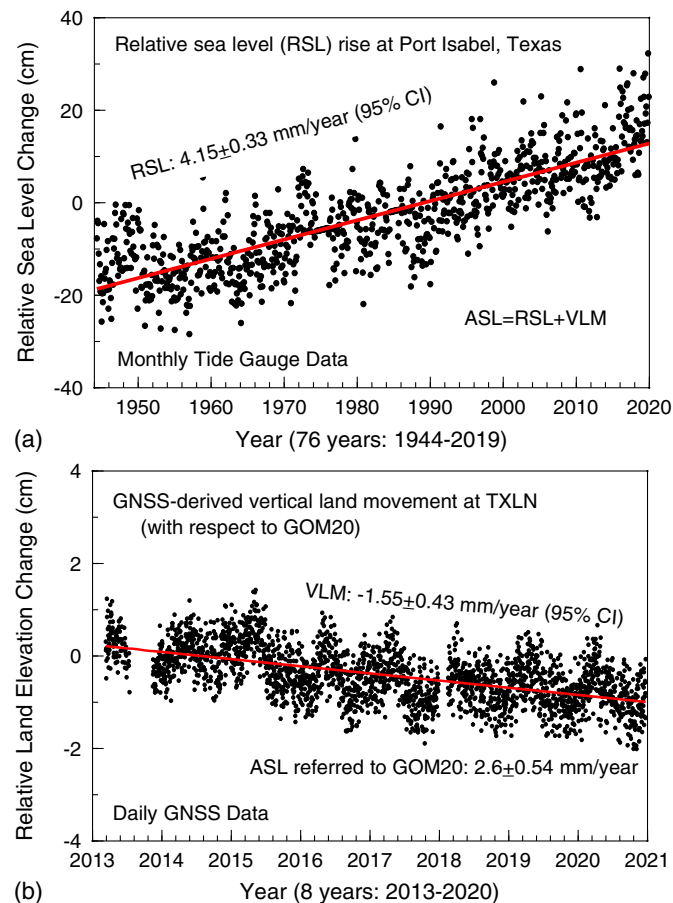 40
20
0
-20
-40
Relative Sea Level Change (cm)
Relative sea level (RSL) rise at Port Isabel, Texas
RSL: 4.15±0.33 mm/year (95% CI)
ASL=RSL+VLM
Monthly Tide Gauge Data
1950 1960 1970 1980 1990 2000 2010 2020
(a) Year (76 years: 1944-2019)
4
2
0
-2
-4
Relative Land Elevation Change (cm)
GNSS-derived vertical land movement at TXLN
(with respect to GOM20)
VLM: -1.55±0.43 mm/year (95% CI)
ASL referred to GOM20: 2.6±0.54 mm/year
Daily GNSS Data
2013 2014 2015 2016 2017 2018 2019 2020 2021
(b) Year (8 years: 2013-2020)